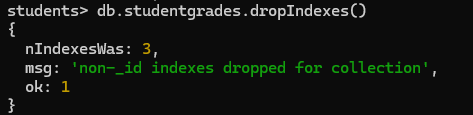 students> db.studentgrades.dropIndexes()
{
  nIndexesWas: 3,
  msg: 'non-_id indexes dropped for collection',
  ok: 1
}